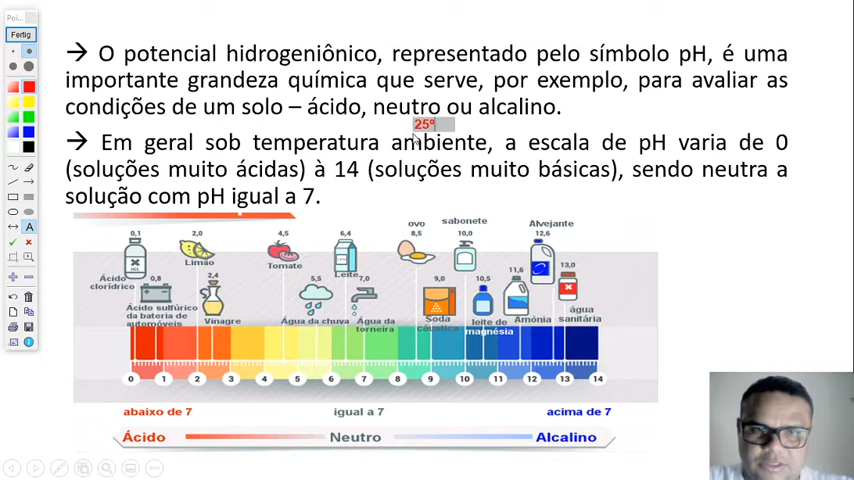 Poi...
Fertig
→ O potencial hidrogeniônico, representado pelo símbolo pH, é uma
importante grandeza química que serve, por exemplo, para avaliar as
condições de um solo – ácido, neutro ou alcalino.
25º
→ Em geral sob temperatura ambiente, a escala de pH varia de 0
(soluções muito ácidas) à 14 (soluções muito básicas), sendo neutra a
solução com pH igual a 7.
ovo
sabonete
Alvejante
0,1
2,0
4,5
6,4
8,5
10,0
12,6
Limão
Tomate
Leite
13,0
11,6
Ácido
clorídrico
0,8
2,4
5,5
7,0
9,0
10,5
Ácido sulfúrico
da bateria de
automóveis
Vinagre
Água da chuva
Água da
torneira
Soda
cáustica
leite de
magnésia
Amônia
água
sanitária
0 1 2 3 4 5 6 7 8 9 10 11 12 13 14
abaixo de 7
igual a 7
acima de 7
Ácido
Neutro
Alcalino